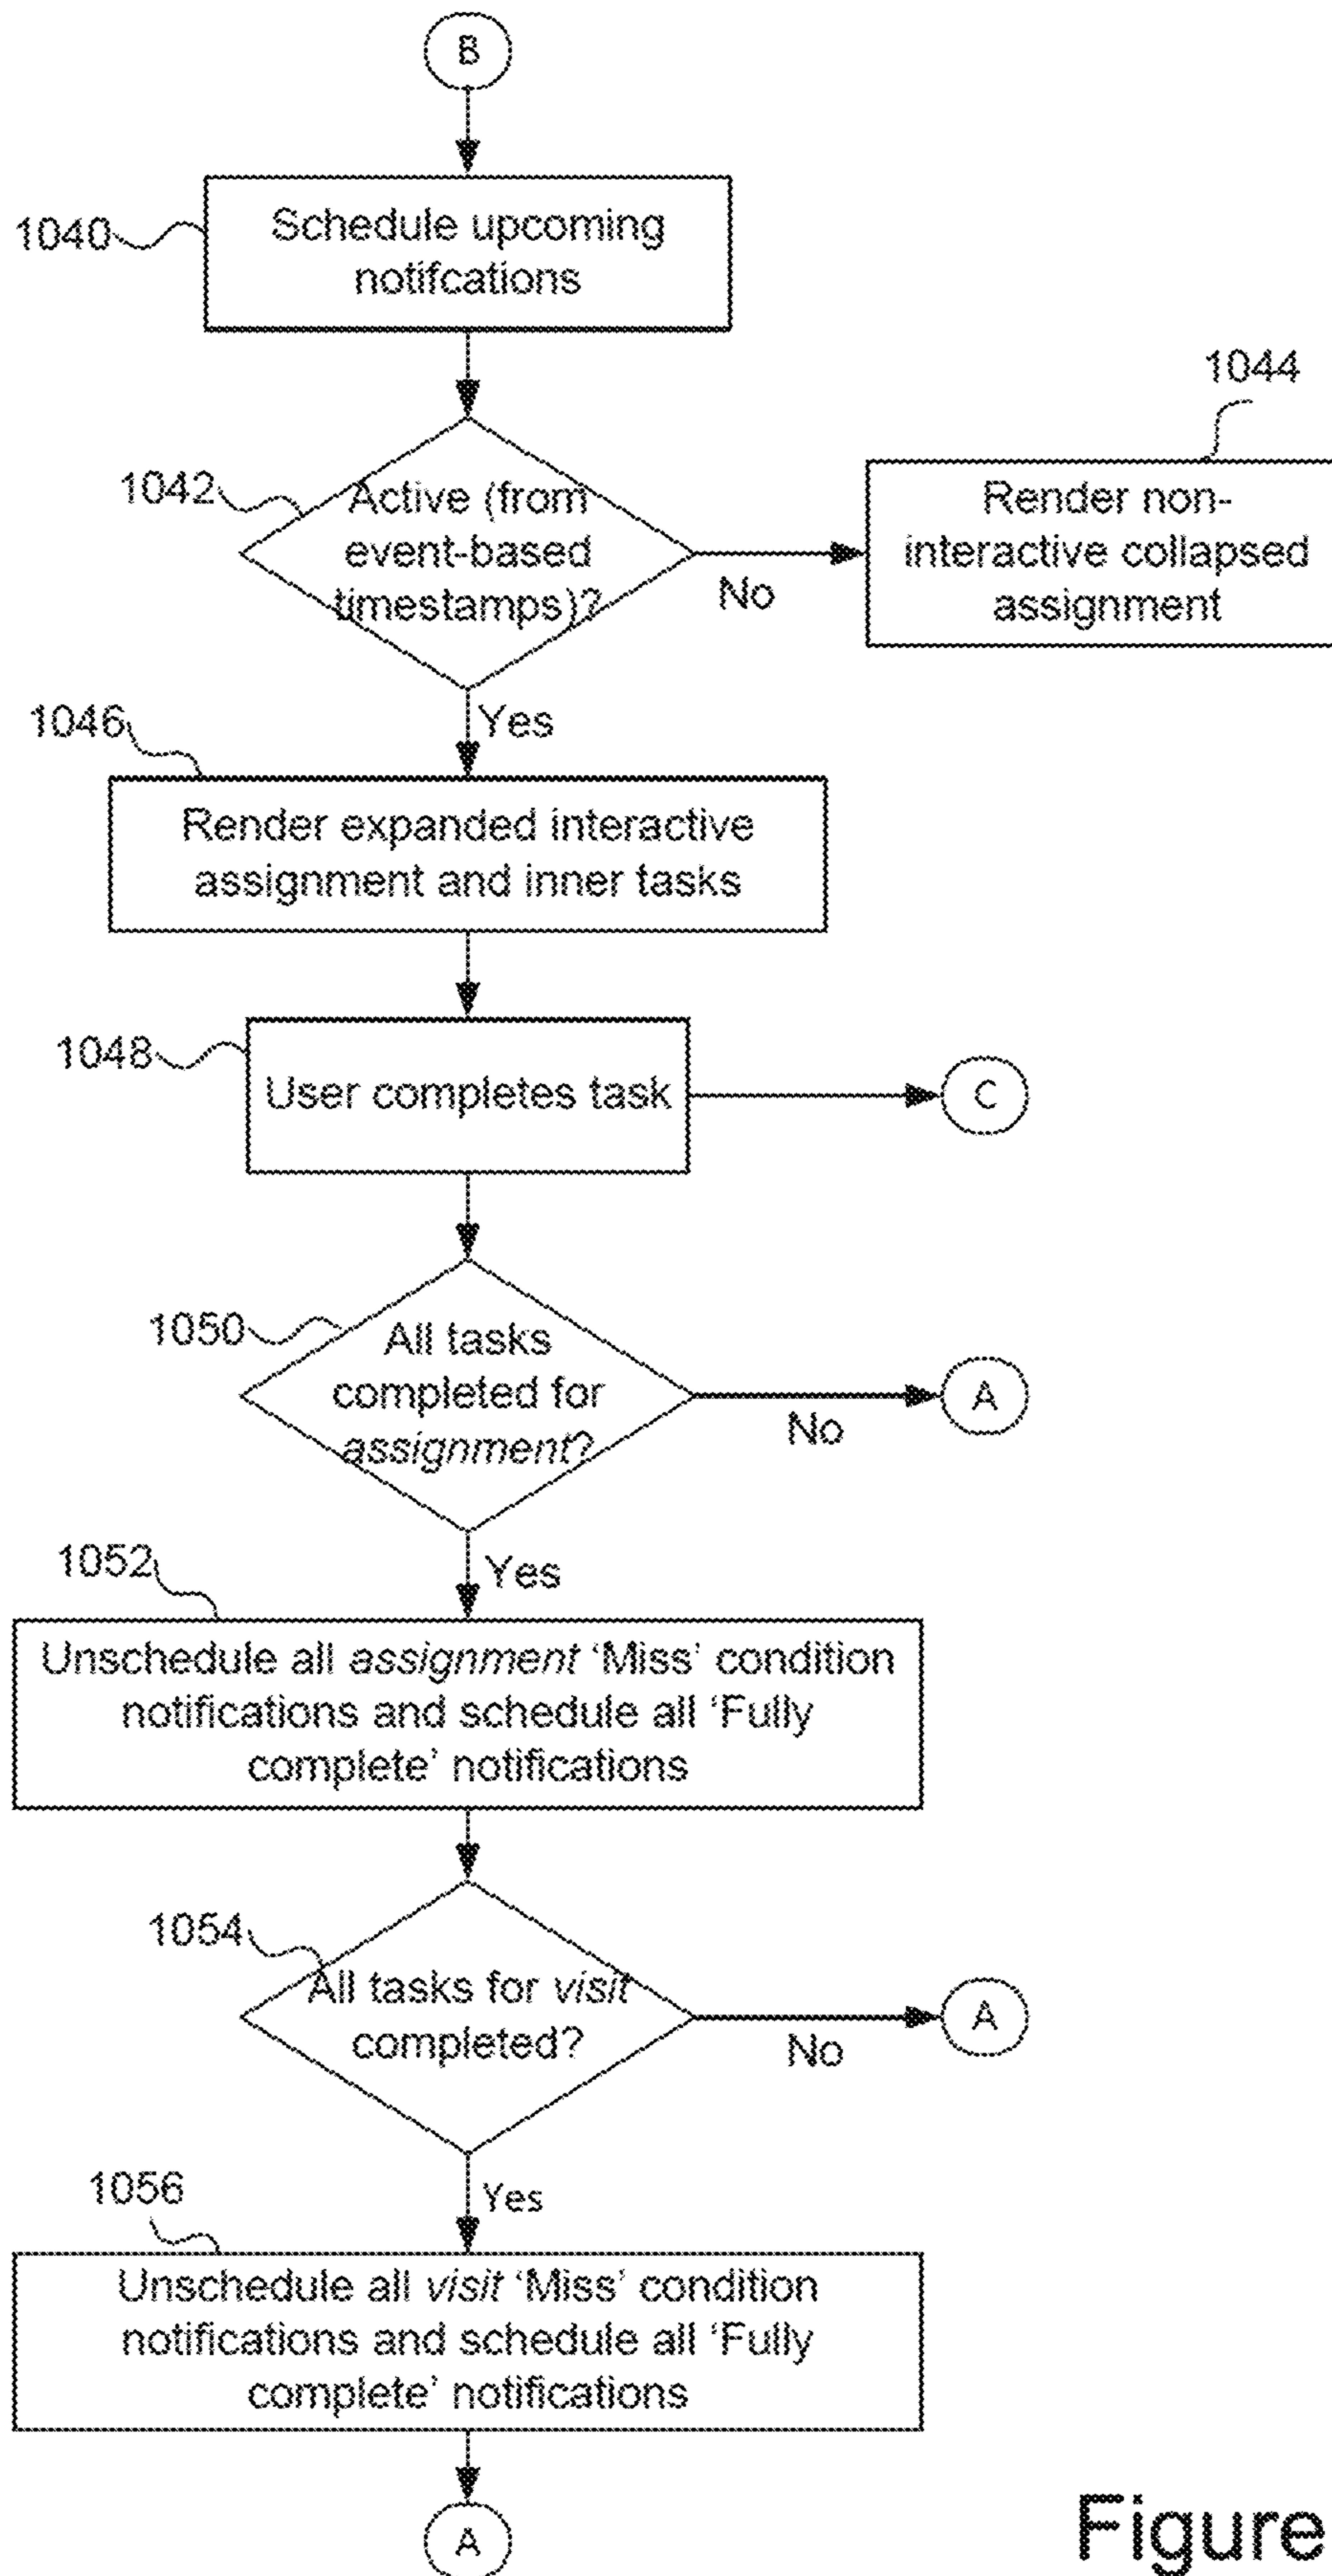 B
1040
Schedule upcoming
notifcations
1044
1042
Active (from
event-based
timestamps)?
No
Render non-
interactive collapsed
assignment
Yes
1046
Render expanded interactive
assignment and inner tasks
1048
User completes task
C
1050
All tasks
completed for
assignment?
No
A
Yes
1052
Unschedule all assignment ‘Miss’ condition
notifications and schedule all ‘Fully
complete’ notifications
1054
All tasks for visit
completed?
No
A
Yes
1056
Unschedule all visit ‘Miss’ condition
notifications and schedule all ‘Fully
complete’ notifications
A
Figure